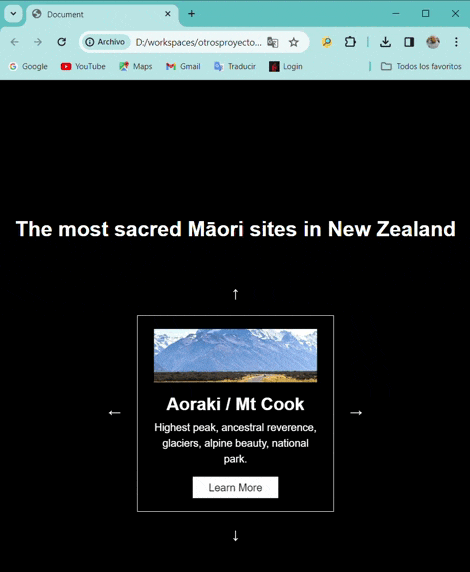 Document
Archivo D:/workspaces/otrosproyecto...
Google YouTube Maps Gmail Traducir Login Todos los favoritos
The most sacred Māori sites in New Zealand
↑
← →
Aoraki / Mt Cook
Highest peak, ancestral reverence,
glaciers, alpine beauty, national
park.
Learn More
↓